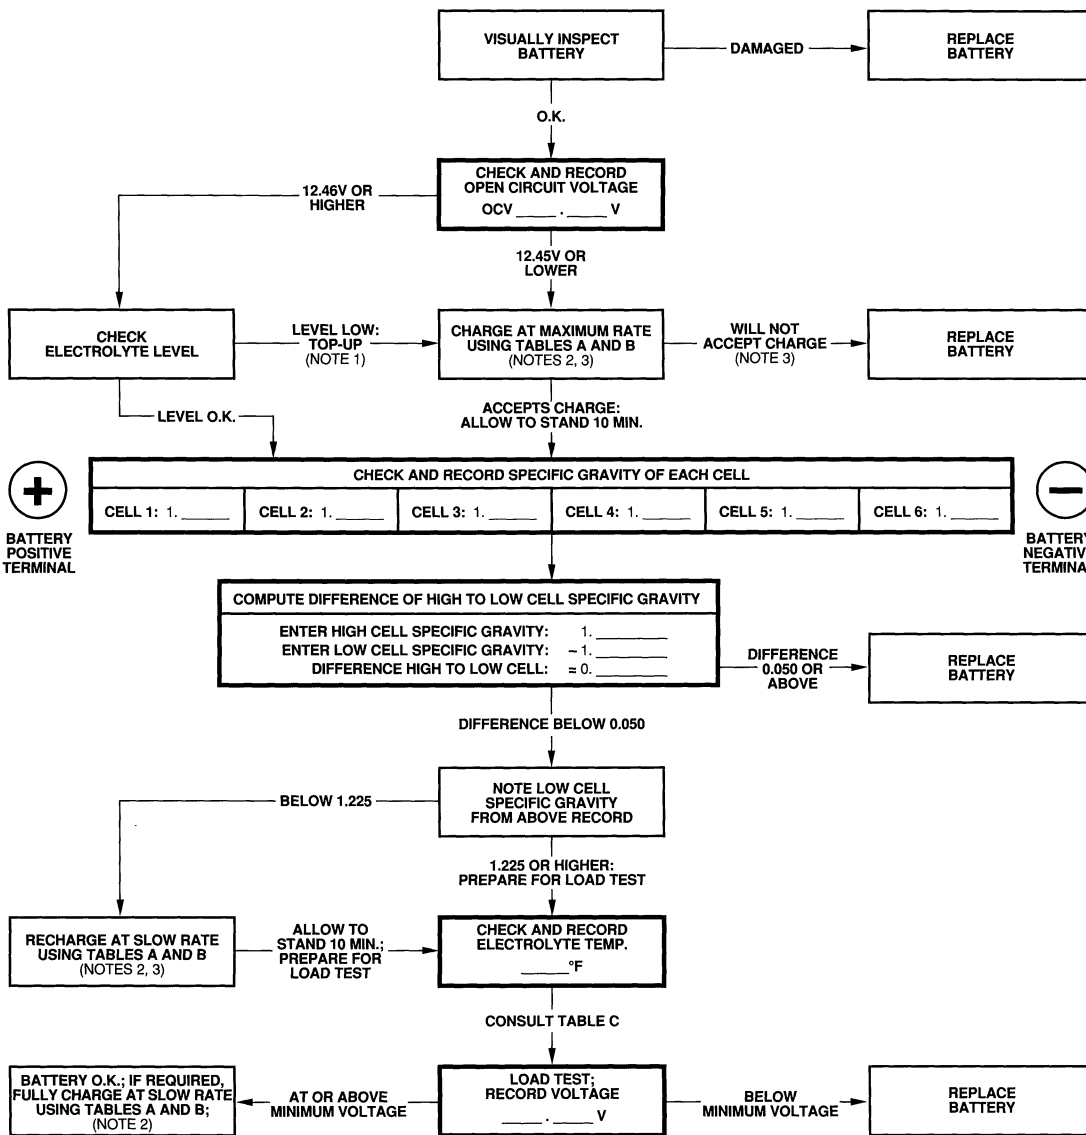 VISUALLY INSPECT
BATTERY
DAMAGED
REPLACE
BATTERY
O.K.
CHECK AND RECORD
OPEN CIRCUIT VOLTAGE
OCV ____ . ____ V
12.46V OR
HIGHER
12.45V OR
LOWER
CHECK
ELECTROLYTE LEVEL
LEVEL LOW:
TOP-UP
(NOTE 1)
CHARGE AT MAXIMUM RATE
USING TABLES A AND B
(NOTES 2, 3)
WILL NOT
ACCEPT CHARGE
(NOTE 3)
REPLACE
BATTERY
LEVEL O.K.
ACCEPTS CHARGE:
ALLOW TO STAND 10 MIN.
+
BATTERY
POSITIVE
TERMINAL
CHECK AND RECORD SPECIFIC GRAVITY OF EACH CELL
CELL 1: 1. ______ CELL 2: 1. ______ CELL 3: 1. ______ CELL 4: 1. ______ CELL 5: 1. ______ CELL 6: 1. ______
−
BATTERY
NEGATIV
TERMINA
COMPUTE DIFFERENCE OF HIGH TO LOW CELL SPECIFIC GRAVITY
ENTER HIGH CELL SPECIFIC GRAVITY: 1. ________
ENTER LOW CELL SPECIFIC GRAVITY: – 1. ________
DIFFERENCE HIGH TO LOW CELL: = 0. ________
DIFFERENCE
0.050 OR
ABOVE
REPLACE
BATTERY
DIFFERENCE BELOW 0.050
NOTE LOW CELL
SPECIFIC GRAVITY
FROM ABOVE RECORD
BELOW 1.225
1.225 OR HIGHER:
PREPARE FOR LOAD TEST
RECHARGE AT SLOW RATE
USING TABLES A AND B
(NOTES 2, 3)
ALLOW TO
STAND 10 MIN.;
PREPARE FOR
LOAD TEST
CHECK AND RECORD
ELECTROLYTE TEMP.
_____°F
CONSULT TABLE C
BATTERY O.K.; IF REQUIRED,
FULLY CHARGE AT SLOW RATE
USING TABLES A AND B;
(NOTE 2)
AT OR ABOVE
MINIMUM VOLTAGE
LOAD TEST;
RECORD VOLTAGE
____ . ____ V
BELOW
MINIMUM VOLTAGE
REPLACE
BATTERY